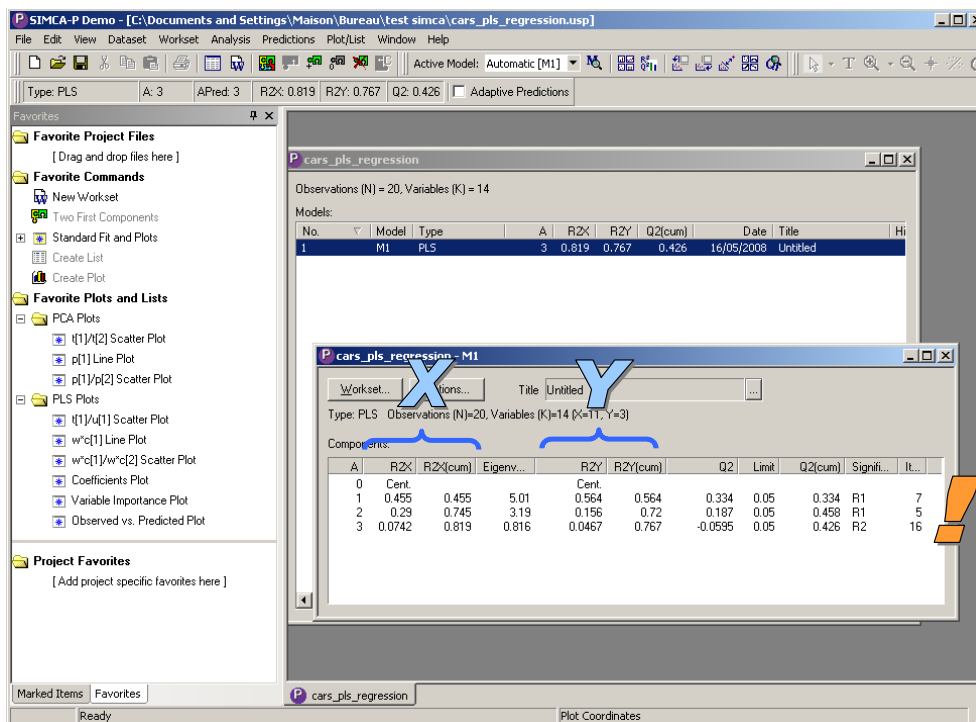 SIMCA-P Demo - [C:\Documents and Settings\Maison\Bureau\test simca\cars_pls_regression.usp]
File Edit View Dataset Workset Analysis Predictions Plot/List Window Help
Active Model: Automatic [M1]
Type: PLS A: 3 APred: 3 R2X: 0.819 R2Y: 0.767 Q2: 0.426 Adaptive Predictions
Favorites
Favorite Project Files
[ Drag and drop files here ]
Favorite Commands
New Workset
Two First Components
Standard Fit and Plots
Create List
Create Plot
Favorite Plots and Lists
PCA Plots
t[1]/t[2] Scatter Plot
p[1] Line Plot
p[1]/p[2] Scatter Plot
PLS Plots
t[1]/u[1] Scatter Plot
w*c[1] Line Plot
w*c[1]/w*c[2] Scatter Plot
Coefficients Plot
Variable Importance Plot
Observed vs. Predicted Plot
Project Favorites
[ Add project specific favorites here ]
Marked Items Favorites
cars_pls_regression
Observations (N) = 20, Variables (K) = 14
Models:
No. Model Type A R2X R2Y Q2(cum) Date Title Hi
1 M1 PLS 3 0.819 0.767 0.426 16/05/2008 Untitled
cars_pls_regression - M1
X Y
Workset... tions... Title Untitled ...
Type: PLS Observations (N)=20, Variables (K)=14 (X=11, Y=3)
Components:
A R2X R2X(cum) Eigenv... R2Y R2Y(cum) Q2 Limit Q2(cum) Signifi... It...
0 Cent. Cent.
1 0.455 0.455 5.01 0.564 0.564 0.334 0.05 0.334 R1 7
2 0.29 0.745 3.19 0.156 0.72 0.187 0.05 0.458 R1 5
3 0.0742 0.819 0.816 0.0467 0.767 -0.0595 0.05 0.426 R2 16
!
cars_pls_regression
Ready Plot Coordinates